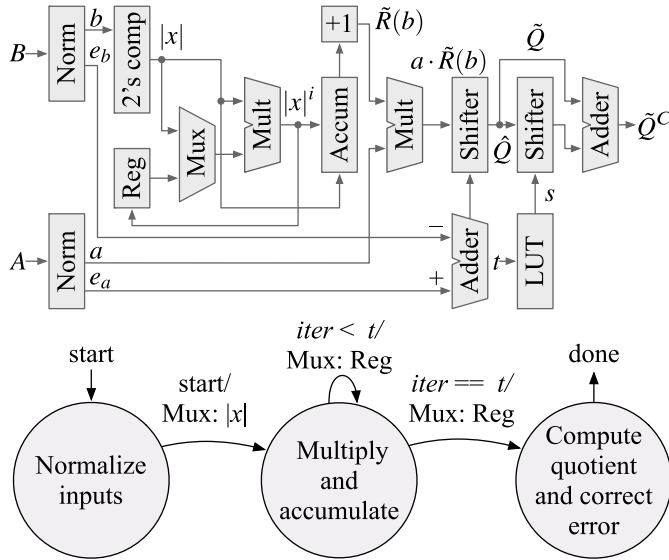 B
Norm
b
e_b
2's comp
|x|
Mux
Reg
Mult
|x|^i
Accum
+1
R̃(b)
Mult
a·R̃(b)
Shifter
Q̂
Q̃
Shifter
Adder
Q̃^C
s
A
Norm
a
e_a
−
+
Adder
t
LUT
start
Normalize
inputs
start/
Mux: |x|
iter < t/
Mux: Reg
Multiply
and
accumulate
iter == t/
Mux: Reg
done
Compute
quotient
and correct
error